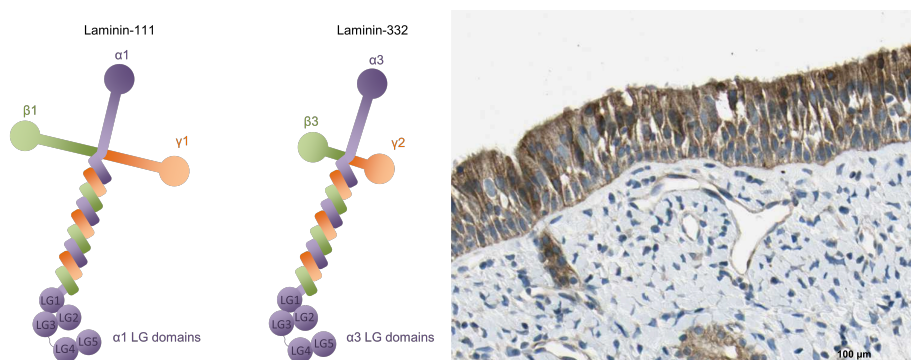 Laminin-111
α1
β1
γ1
LG1
LG3 LG2
LG4 LG5
α1 LG domains
Laminin-332
α3
β3
γ2
LG1
LG3 LG2
LG4 LG5
α3 LG domains
100 µm